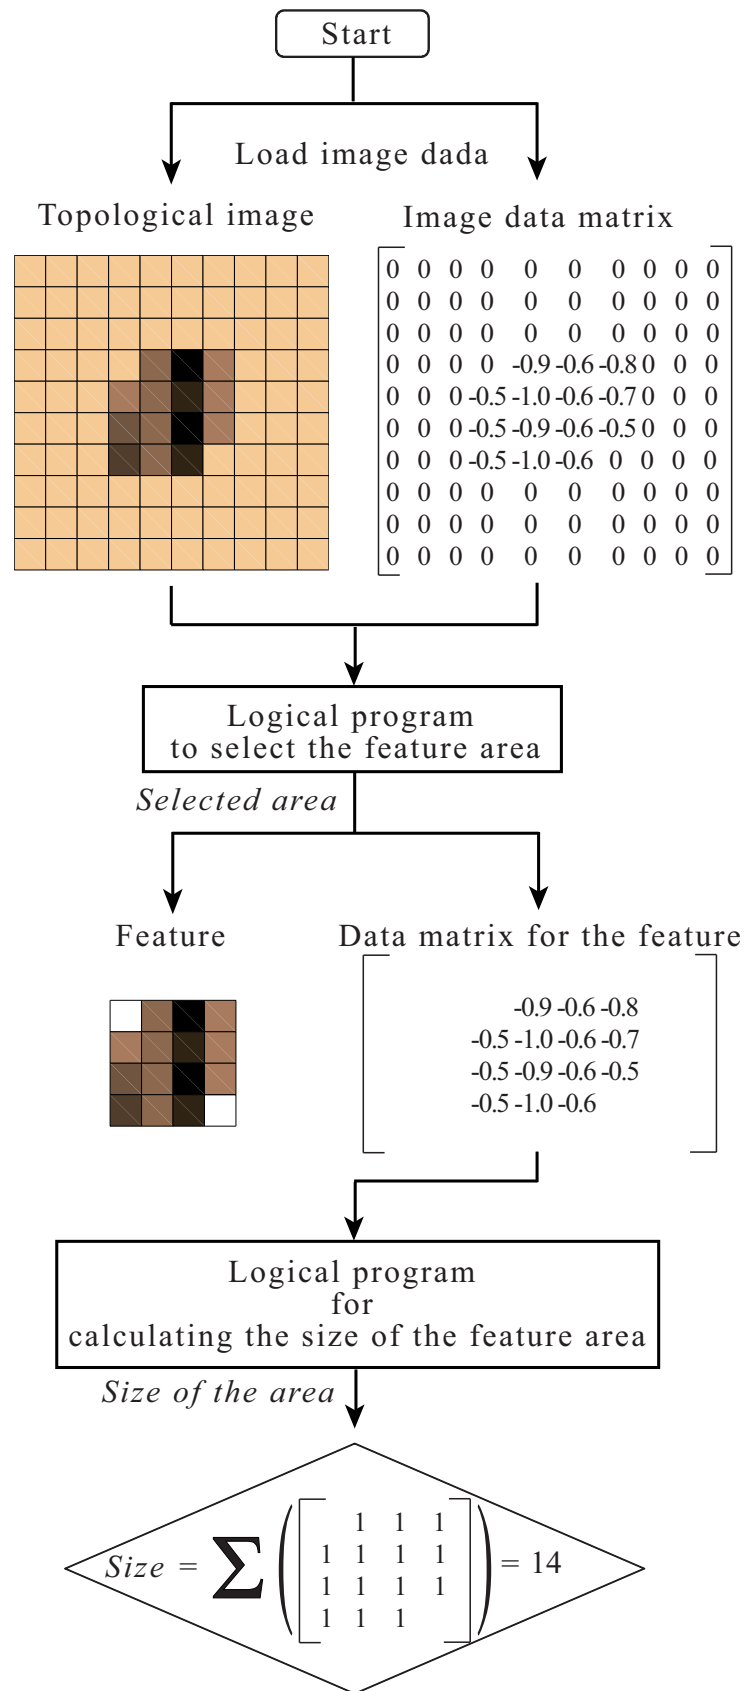 Start
Load image dada
Topological image
Image data matrix
0 0 0 0 0 0 0 0 0 0
0 0 0 0 0 0 0 0 0 0
0 0 0 0 0 0 0 0 0 0
0 0 0 0 -0.9 -0.6 -0.8 0 0 0
0 0 0 -0.5 -1.0 -0.6 -0.7 0 0 0
0 0 0 -0.5 -0.9 -0.6 -0.5 0 0 0
0 0 0 -0.5 -1.0 -0.6 0 0 0 0
0 0 0 0 0 0 0 0 0 0
0 0 0 0 0 0 0 0 0 0
0 0 0 0 0 0 0 0 0 0
Logical program
to select the feature area
Selected area
Feature
Data matrix for the feature
-0.9 -0.6 -0.8
-0.5 -1.0 -0.6 -0.7
-0.5 -0.9 -0.6 -0.5
-0.5 -1.0 -0.6
Logical program
for
calculating the size of the feature area
Size of the area
1 1 1
1 1 1 1
Size = ∑ ( [ ] ) = 14
1 1 1 1
1 1 1